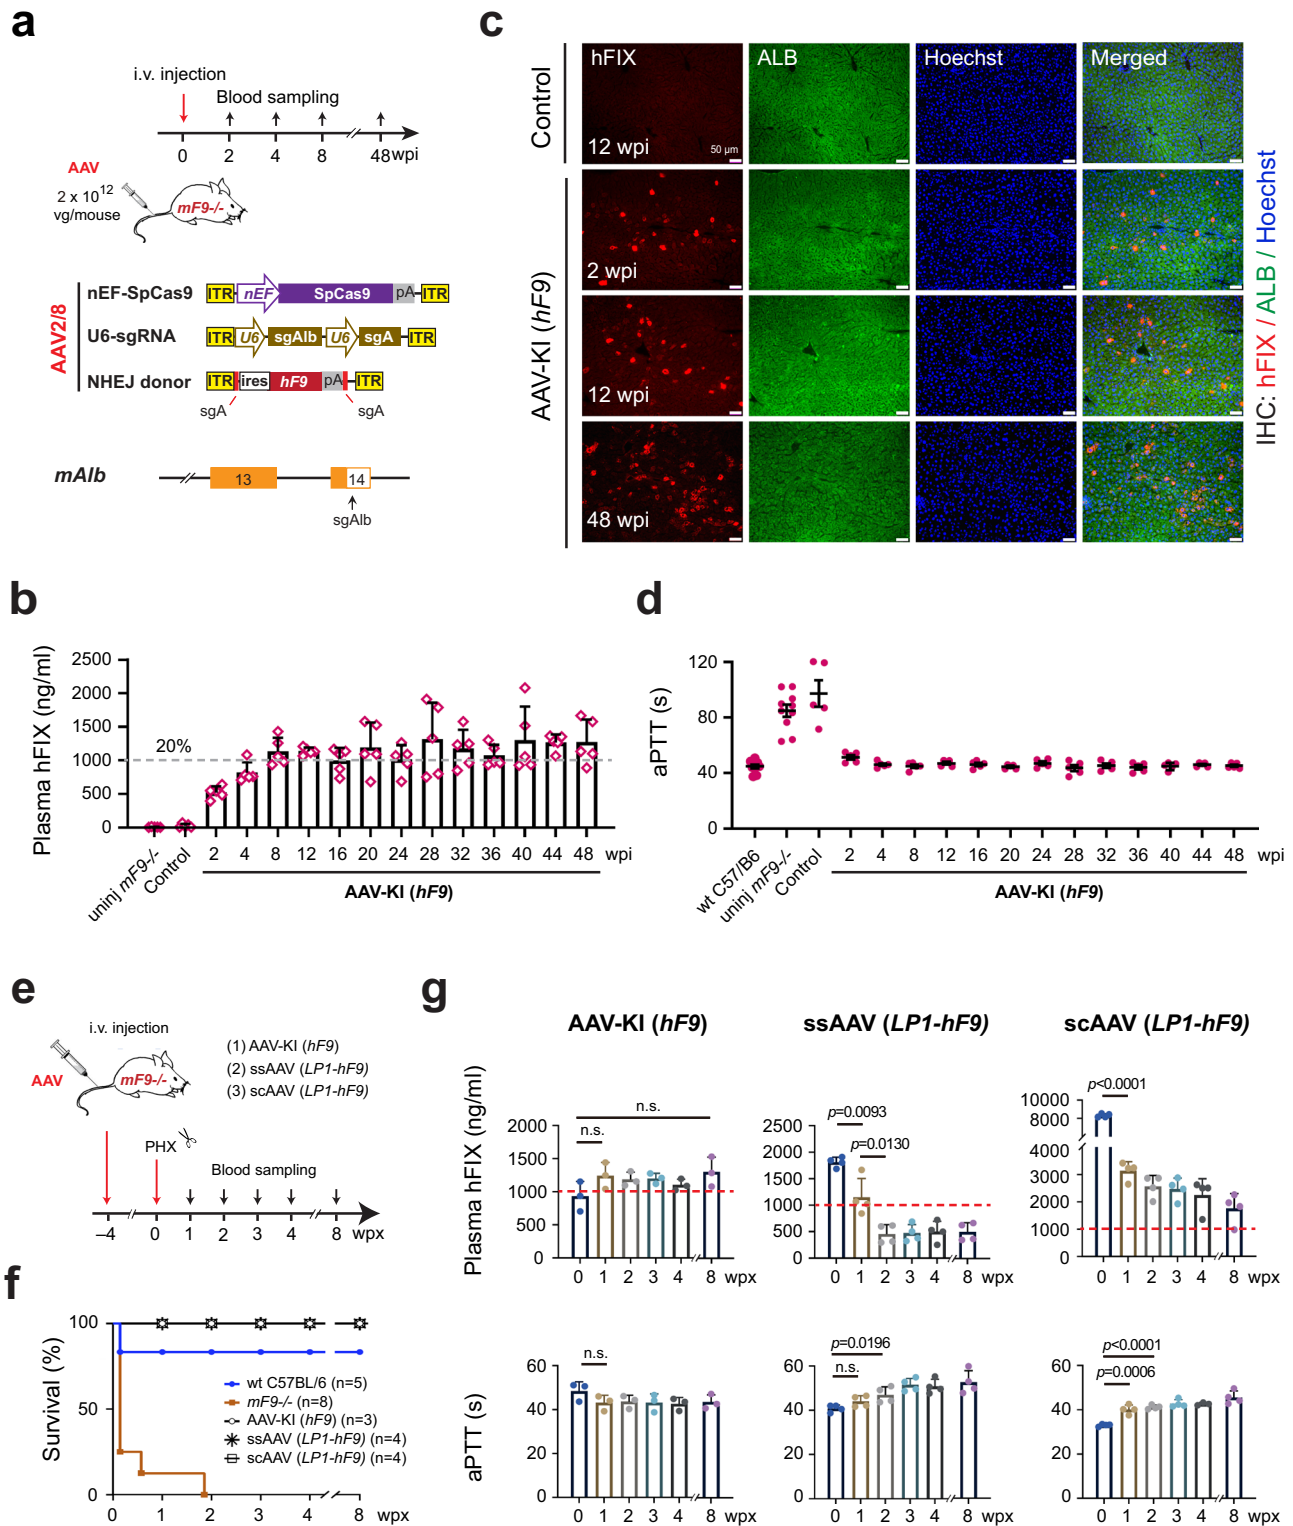 a
i.v. injection
Blood sampling
0 2 4 8 48 wpi
AAV
2 x 10¹²
vg/mouse
mF9-/-
AAV2/8
nEF-SpCas9 ITR nEF SpCas9 pA ITR
U6-sgRNA ITR U6 sgAlb U6 sgA ITR
NHEJ donor ITR ires hF9 pA ITR
sgA sgA
mAlb 13 14
sgAlb
c
Control
AAV-KI (hF9)
hFIX ALB Hoechst Merged
12 wpi 50 µm
2 wpi
12 wpi
48 wpi
IHC: hFIX / ALB / Hoechst
b
Plasma hFIX (ng/ml)
2500
2000
1500
1000
500
0
20%
uninj mF9-/- Control 2 4 8 12 16 20 24 28 32 36 40 44 48 wpi
AAV-KI (hF9)
d
aPTT (s)
120
80
40
0
wt C57/B6 uninj mF9-/- Control 2 4 8 12 16 20 24 28 32 36 40 44 48 wpi
AAV-KI (hF9)
e
i.v. injection
AAV
mF9-/-
(1) AAV-KI (hF9)
(2) ssAAV (LP1-hF9)
(3) scAAV (LP1-hF9)
PHX
Blood sampling
–4 0 1 2 3 4 8 wpx
f
Survival (%)
100
50
0
wt C57BL/6 (n=5)
mF9-/- (n=8)
AAV-KI (hF9) (n=3)
ssAAV (LP1-hF9) (n=4)
scAAV (LP1-hF9) (n=4)
0 1 2 3 4 8 wpx
g
AAV-KI (hF9)
Plasma hFIX (ng/ml)
2000
1500
1000
500
0
n.s.
n.s.
0 1 2 3 4 8 wpx
ssAAV (LP1-hF9)
2500
2000
1500
1000
500
0
p=0.0093
p=0.0130
0 1 2 3 4 8 wpx
scAAV (LP1-hF9)
10000
8000
4000
3000
2000
1000
0
p<0.0001
0 1 2 3 4 8 wpx
aPTT (s)
60
40
20
0
n.s.
0 1 2 3 4 8 wpx
60
40
20
0
p=0.0196
n.s.
0 1 2 3 4 8 wpx
60
40
20
0
p<0.0001
p=0.0006
0 1 2 3 4 8 wpx